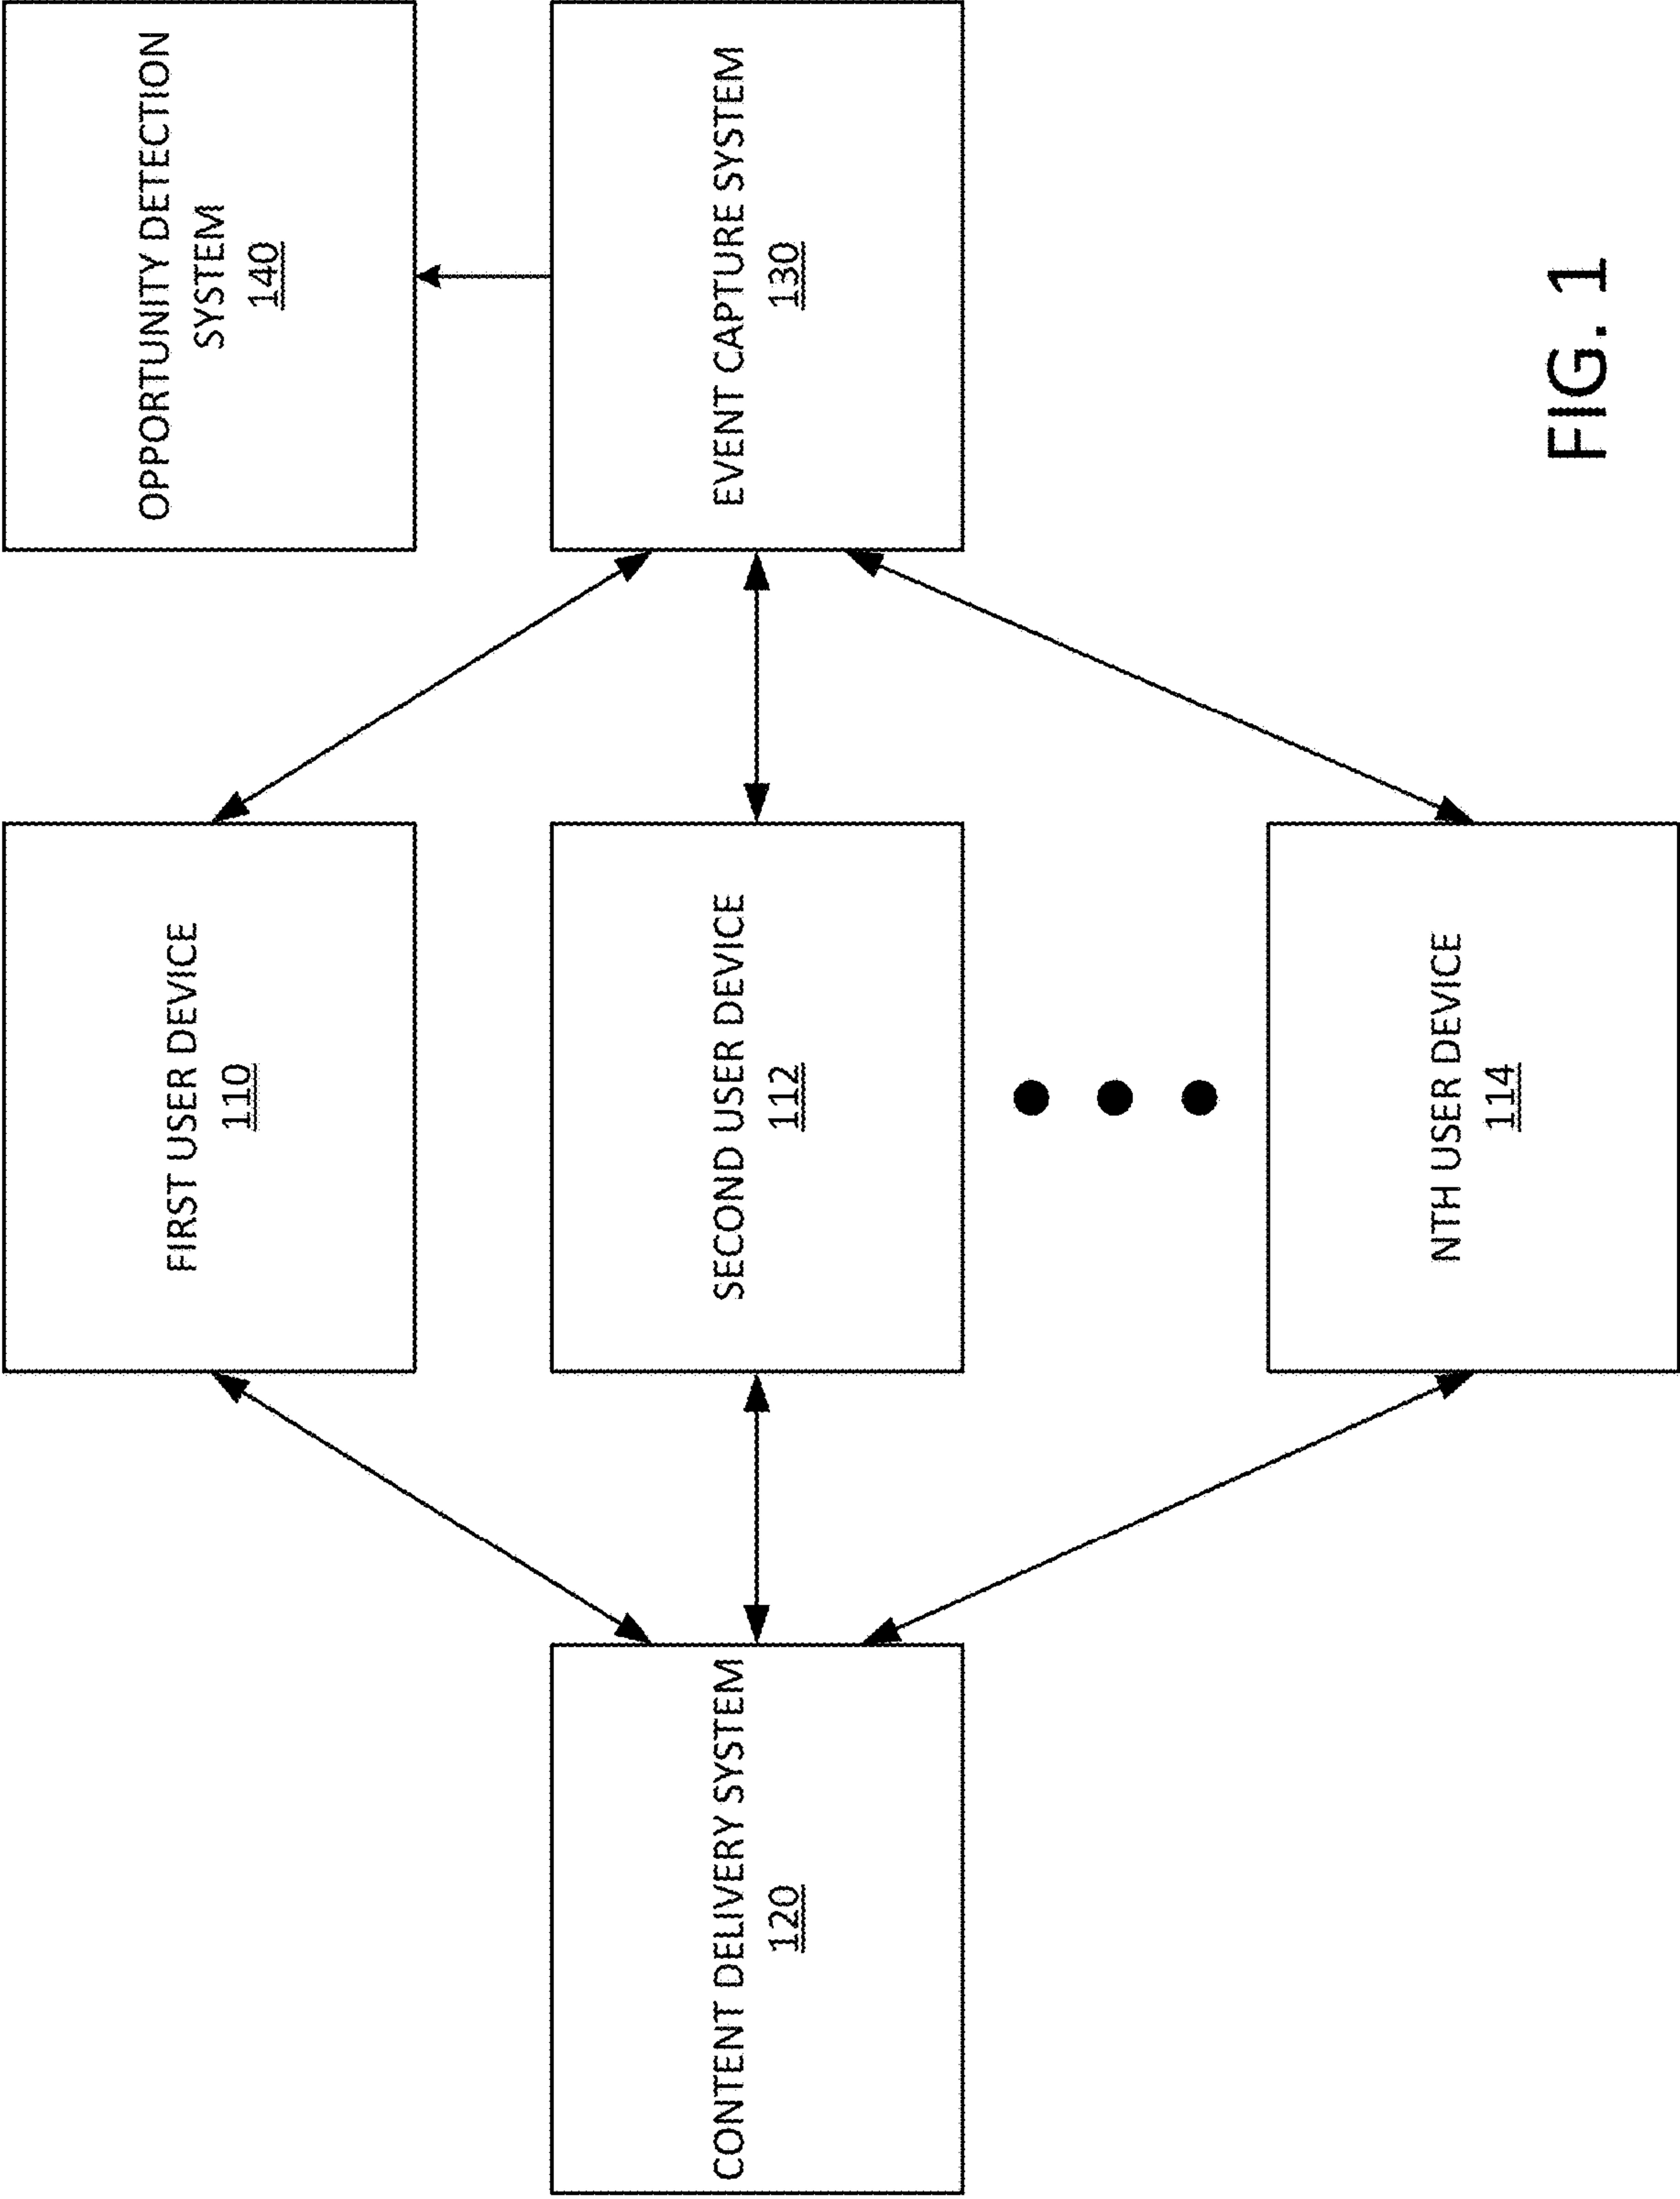 FIRST USER DEVICE
110
OPPORTUNITY DETECTION
SYSTEM
140
CONTENT DELIVERY SYSTEM
120
SECOND USER DEVICE
112
EVENT CAPTURE SYSTEM
130
NTH USER DEVICE
114
FIG. 1